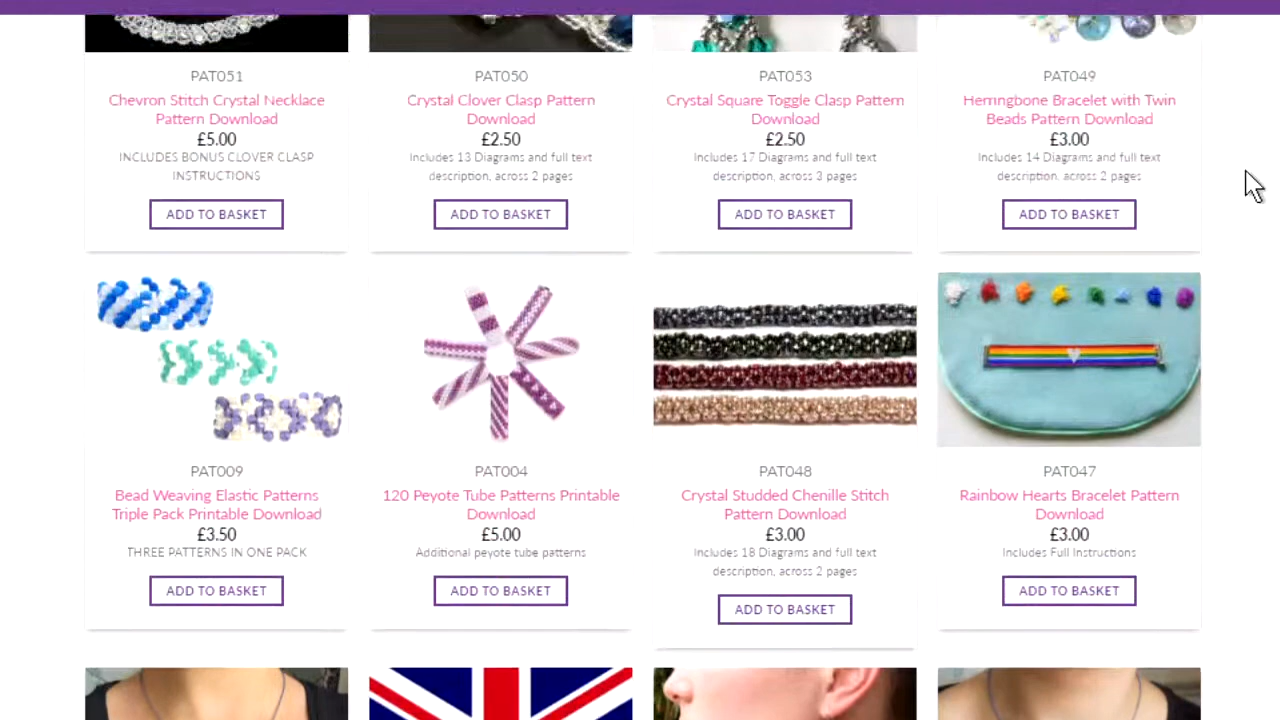 PAT051
Chevron Stitch Crystal Necklace
Pattern Download
£5.00
INCLUDES BONUS CLOVER CLASP
INSTRUCTIONS
ADD TO BASKET
PAT050
Crystal Clover Clasp Pattern
Download
£2.50
Includes 13 Diagrams and full text
description, across 2 pages
ADD TO BASKET
PAT053
Crystal Square Toggle Clasp Pattern
Download
£2.50
Includes 17 Diagrams and full text
description, across 3 pages
ADD TO BASKET
PAT049
Herringbone Bracelet with Twin
Beads Pattern Download
£3.00
Includes 14 Diagrams and full text
description, across 2 pages
ADD TO BASKET
PAT009
Bead Weaving Elastic Patterns
Triple Pack Printable Download
£3.50
THREE PATTERNS IN ONE PACK
ADD TO BASKET
PAT004
120 Peyote Tube Patterns Printable
Download
£5.00
Additional peyote tube patterns
ADD TO BASKET
PAT048
Crystal Studded Chenille Stitch
Pattern Download
£3.00
Includes 18 Diagrams and full text
description, across 2 pages
ADD TO BASKET
PAT047
Rainbow Hearts Bracelet Pattern
Download
£3.00
Includes Full Instructions
ADD TO BASKET